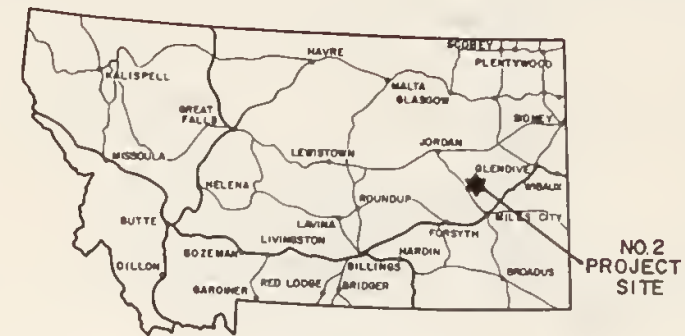 SCOBEY
PLENTYWOOD
HAVRE
KALISPELL
MALTA
GLASGOW
GREAT
FALLS
SIDNEY
JORDAN
LEWISTOWN
MISSOULA
GLENDIVE
WIBAUX
HELENA
ROUNDUP
MILES CITY
LAVINA
FORSYTH
BUTTE
LIVINGSTON
BOZEMAN
HARDIN
BILLINGS
DILLON
BROADUS
RED LODGE
BRIDGER
GARDINER
NO. 2
PROJECT
SITE